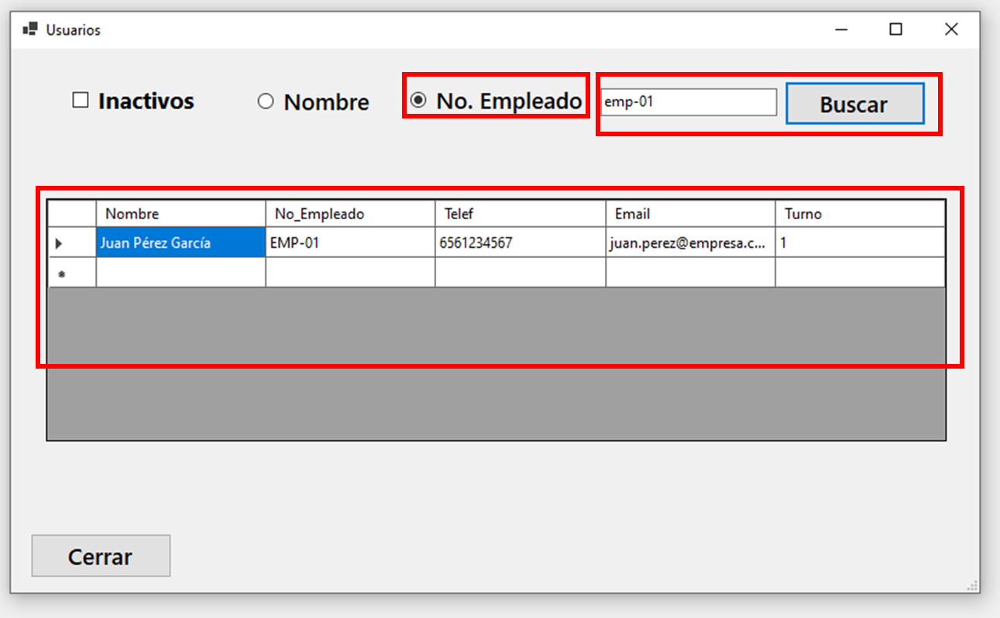 Usuarios
Inactivos Nombre No. Empleado emp-01 Buscar
Nombre No_Empleado Telef Email Turno
Juan Pérez García EMP-01 6561234567 juan.perez@empresa.c... 1
Cerrar